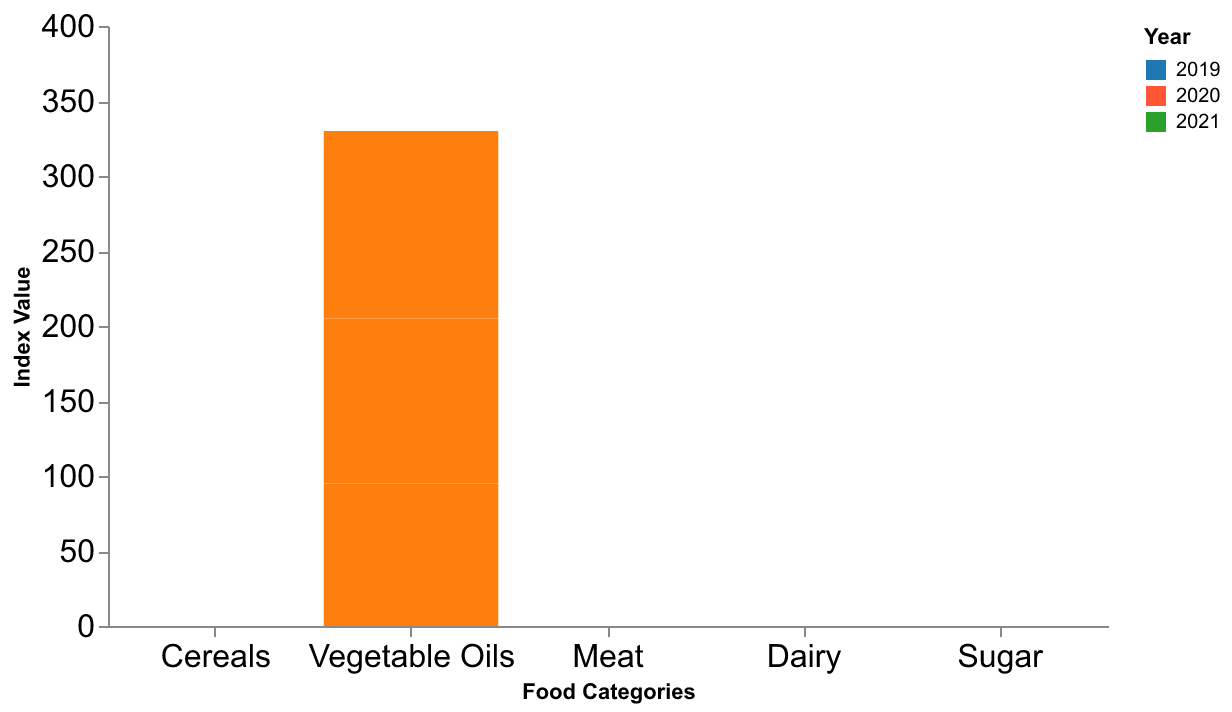 400
350
300
250
200
150
100
50
0
Index Value
Cereals
Vegetable Oils
Meat
Dairy
Sugar
Food Categories
Year
2019
2020
2021